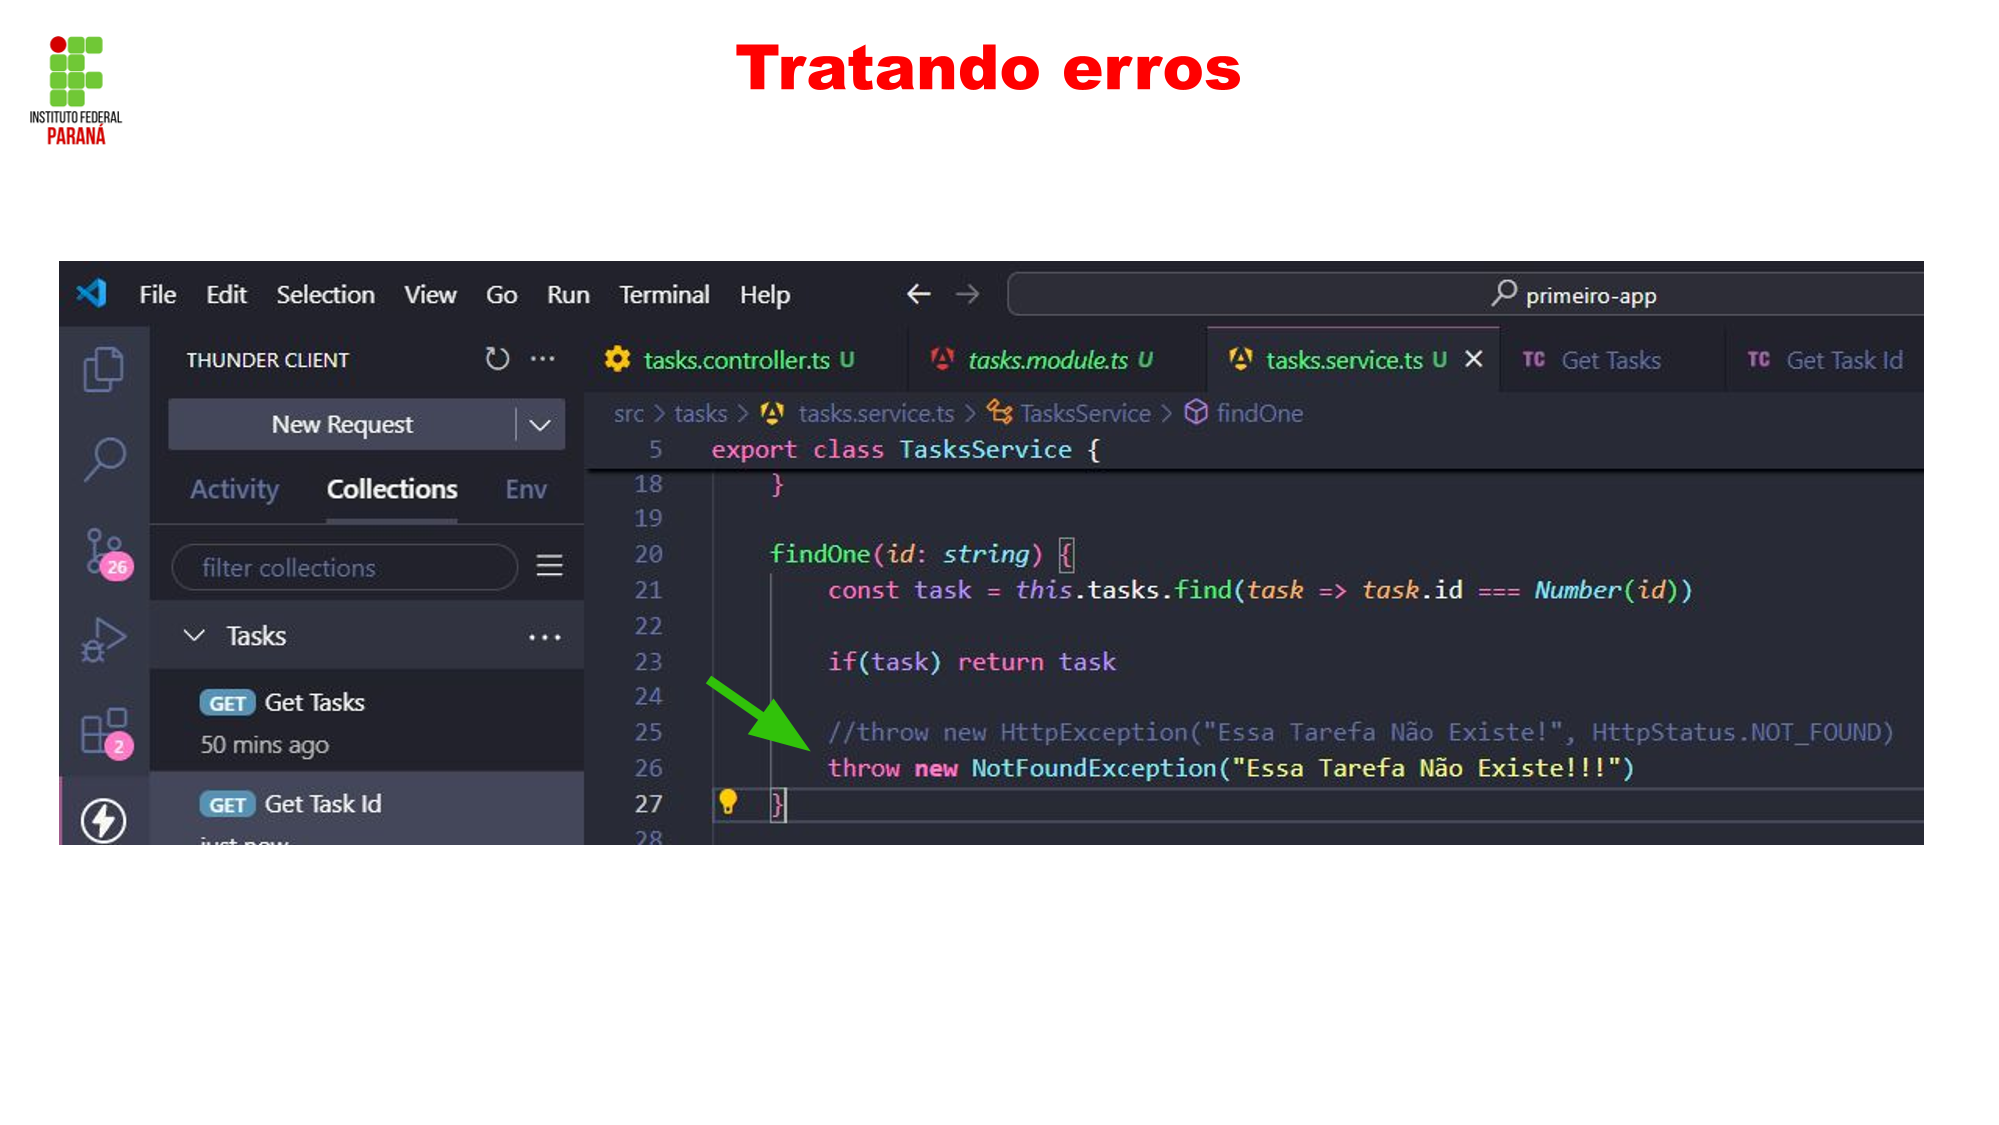 INSTITUTO FEDERAL
PARANÁ
Tratando erros
File Edit Selection View Go Run Terminal Help
primeiro-app
THUNDER CLIENT
New Request
Activity Collections Env
filter collections
Tasks
GET Get Tasks
50 mins ago
GET Get Task Id
just now
26
2
tasks.controller.ts U tasks.module.ts U tasks.service.ts U TC Get Tasks TC Get Task Id
src > tasks > tasks.service.ts > TasksService > findOne
5 export class TasksService {
18 }
19
20 findOne(id: string) {
21 const task = this.tasks.find(task => task.id === Number(id))
22
23 if(task) return task
24
25 //throw new HttpException("Essa Tarefa Não Existe!", HttpStatus.NOT_FOUND)
26 throw new NotFoundException("Essa Tarefa Não Existe!!!")
27 }
28